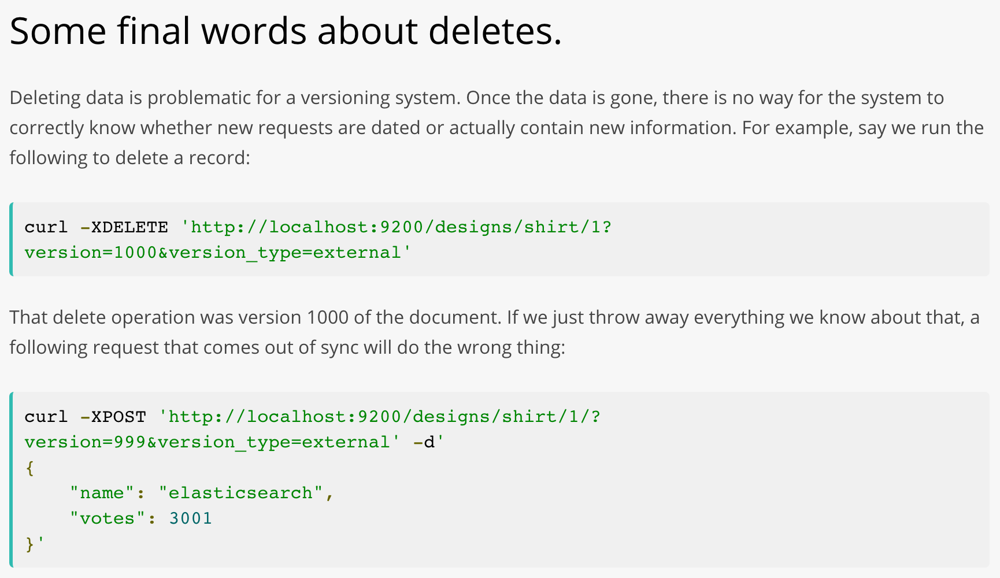 Some final words about deletes.
Deleting data is problematic for a versioning system. Once the data is gone, there is no way for the system to
correctly know whether new requests are dated or actually contain new information. For example, say we run the
following to delete a record:
curl -XDELETE 'http://localhost:9200/designs/shirt/1?
version=1000&version_type=external'
That delete operation was version 1000 of the document. If we just throw away everything we know about that, a
following request that comes out of sync will do the wrong thing:
curl -XPOST 'http://localhost:9200/designs/shirt/1/?
version=999&version_type=external' -d'
{
    "name": "elasticsearch",
    "votes": 3001
}'